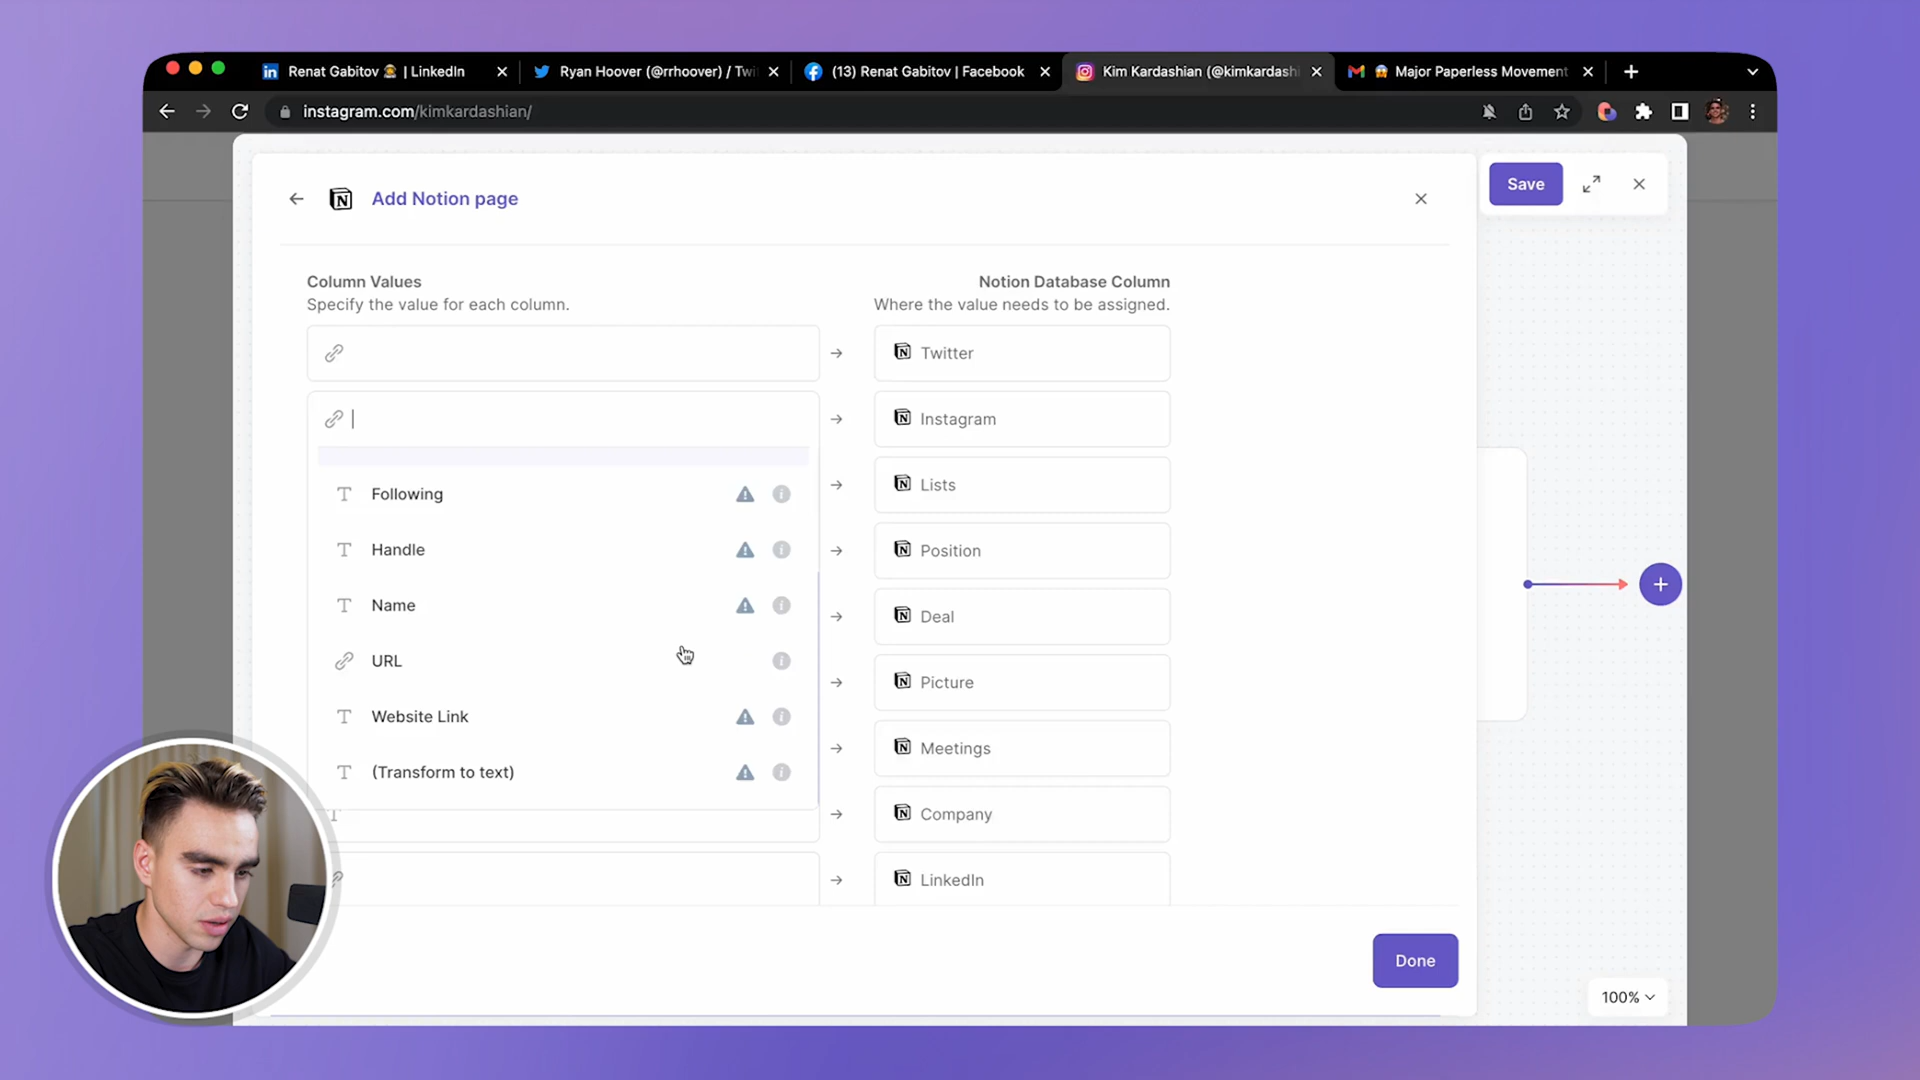 Renat Gabitov 🧑‍🚀 | LinkedIn
Ryan Hoover (@rrhoover) / Twi
(13) Renat Gabitov | Facebook
Kim Kardashian (@kimkardashi
😱 Major Paperless Movement
instagram.com/kimkardashian/
Add Notion page
Save
Column Values
Specify the value for each column.
Notion Database Column
Where the value needs to be assigned.
Twitter
Instagram
Lists
Following
Handle
Position
Name
Deal
URL
Picture
Website Link
Meetings
(Transform to text)
Company
LinkedIn
Done
100%